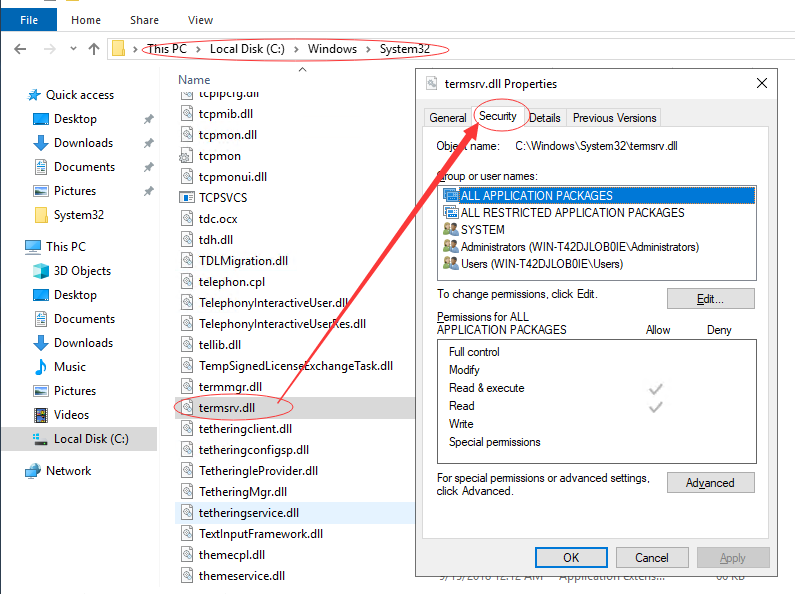 File Home Share View
This PC Local Disk (C:) Windows System32
Name
Quick access
Desktop
Downloads
Documents
Pictures
System32
This PC
3D Objects
Desktop
Documents
Downloads
Music
Pictures
Videos
Local Disk (C:)
Network
tcpipcfg.dll
tcpmib.dll
tcpmon.dll
tcpmon
tcpmonui.dll
TCPSVCS
tdc.ocx
tdh.dll
TDLMigration.dll
telephon.cpl
TelephonyInteractiveUser.dll
TelephonyInteractiveUserRes.dll
tellib.dll
TempSignedLicenseExchangeTask.dll
termmgr.dll
termsrv.dll
tetheringclient.dll
tetheringconfigsp.dll
TetheringIeProvider.dll
TetheringMgr.dll
tetheringservice.dll
TextInputFramework.dll
themecpl.dll
themeservice.dll
termsrv.dll Properties
General Security Details Previous Versions
Object name: C:\Windows\System32\termsrv.dll
Group or user names:
ALL APPLICATION PACKAGES
ALL RESTRICTED APPLICATION PACKAGES
SYSTEM
Administrators (WIN-T42DJLOB0IE\Administrators)
Users (WIN-T42DJLOB0IE\Users)
To change permissions, click Edit.
Edit...
Permissions for ALL
APPLICATION PACKAGES Allow Deny
Full control
Modify
Read & execute
Read
Write
Special permissions
For special permissions or advanced settings,
click Advanced.
Advanced
OK Cancel Apply